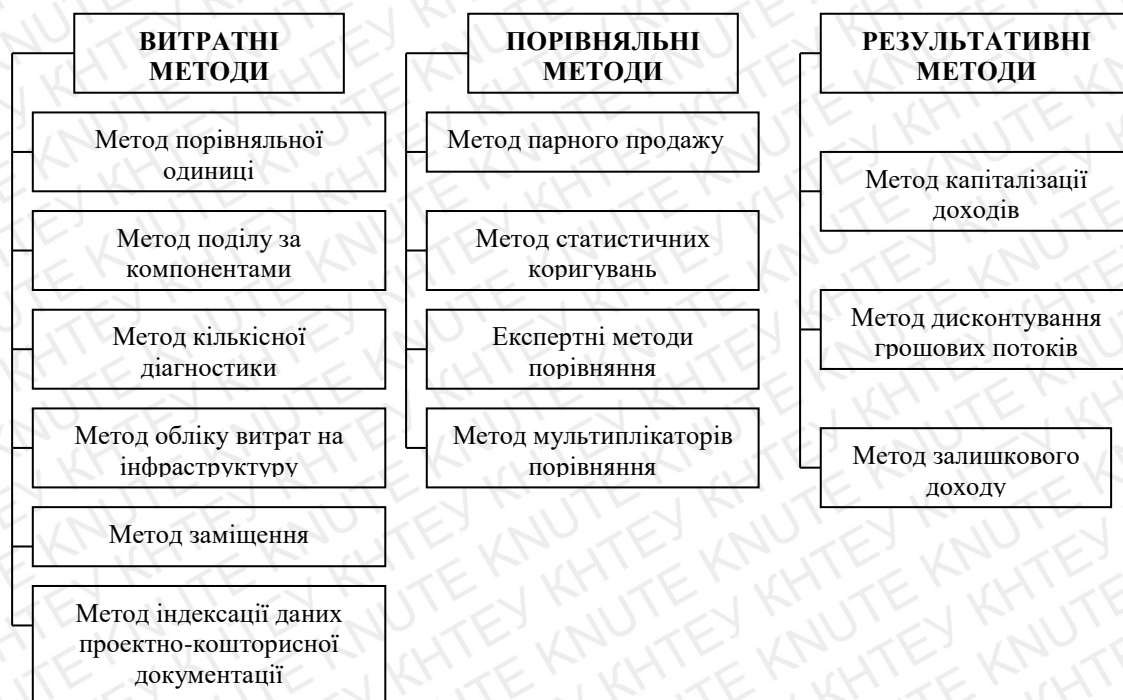 ВИТРАТНІ
МЕТОДИ
Метод порівняльної
одиниці
Метод поділу за
компонентами
Метод кількісної
діагностики
Метод обліку витрат на
інфраструктуру
Метод заміщення
Метод індексації даних
проектно-кошторисної
документації
ПОРІВНЯЛЬНІ
МЕТОДИ
Метод парного продажу
Метод статистичних
коригувань
Експертні методи
порівняння
Метод мультиплікаторів
порівняння
РЕЗУЛЬТАТИВНІ
МЕТОДИ
Метод капіталізації
доходів
Метод дисконтування
грошових потоків
Метод залишкового
доходу